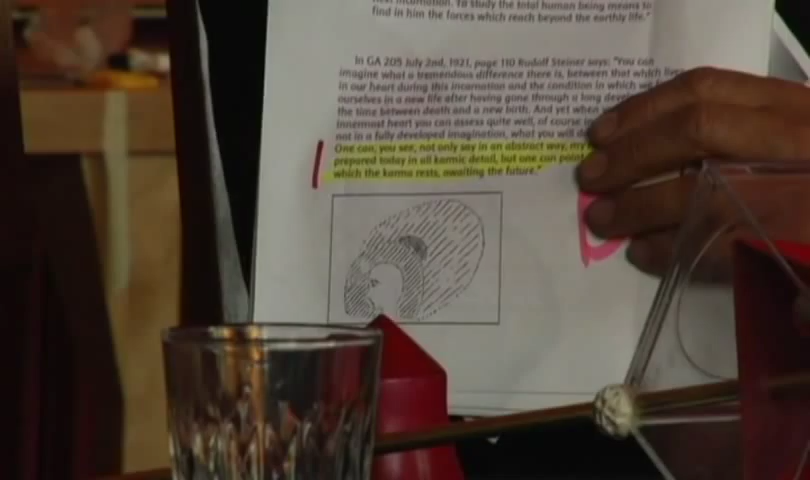 next incarnation. To study the total human being means to
find in him the forces which reach beyond the earthly life."
In GA 205 July 2nd, 1921, page 110 Rudolf Steiner says: "You can
imagine what a tremendous difference there is, between that which lives
in our heart during this incarnation and the condition in which we
ourselves in a new life after having gone through a long
the time between death and a new birth. And yet when
innermost heart you can assess quite well, of course
not in a fully developed imagination, what you will do
One can, you see, not only say in an abstract way, my
prepared today in all karmic detail, but one can point
which the karma rests, awaiting the future."